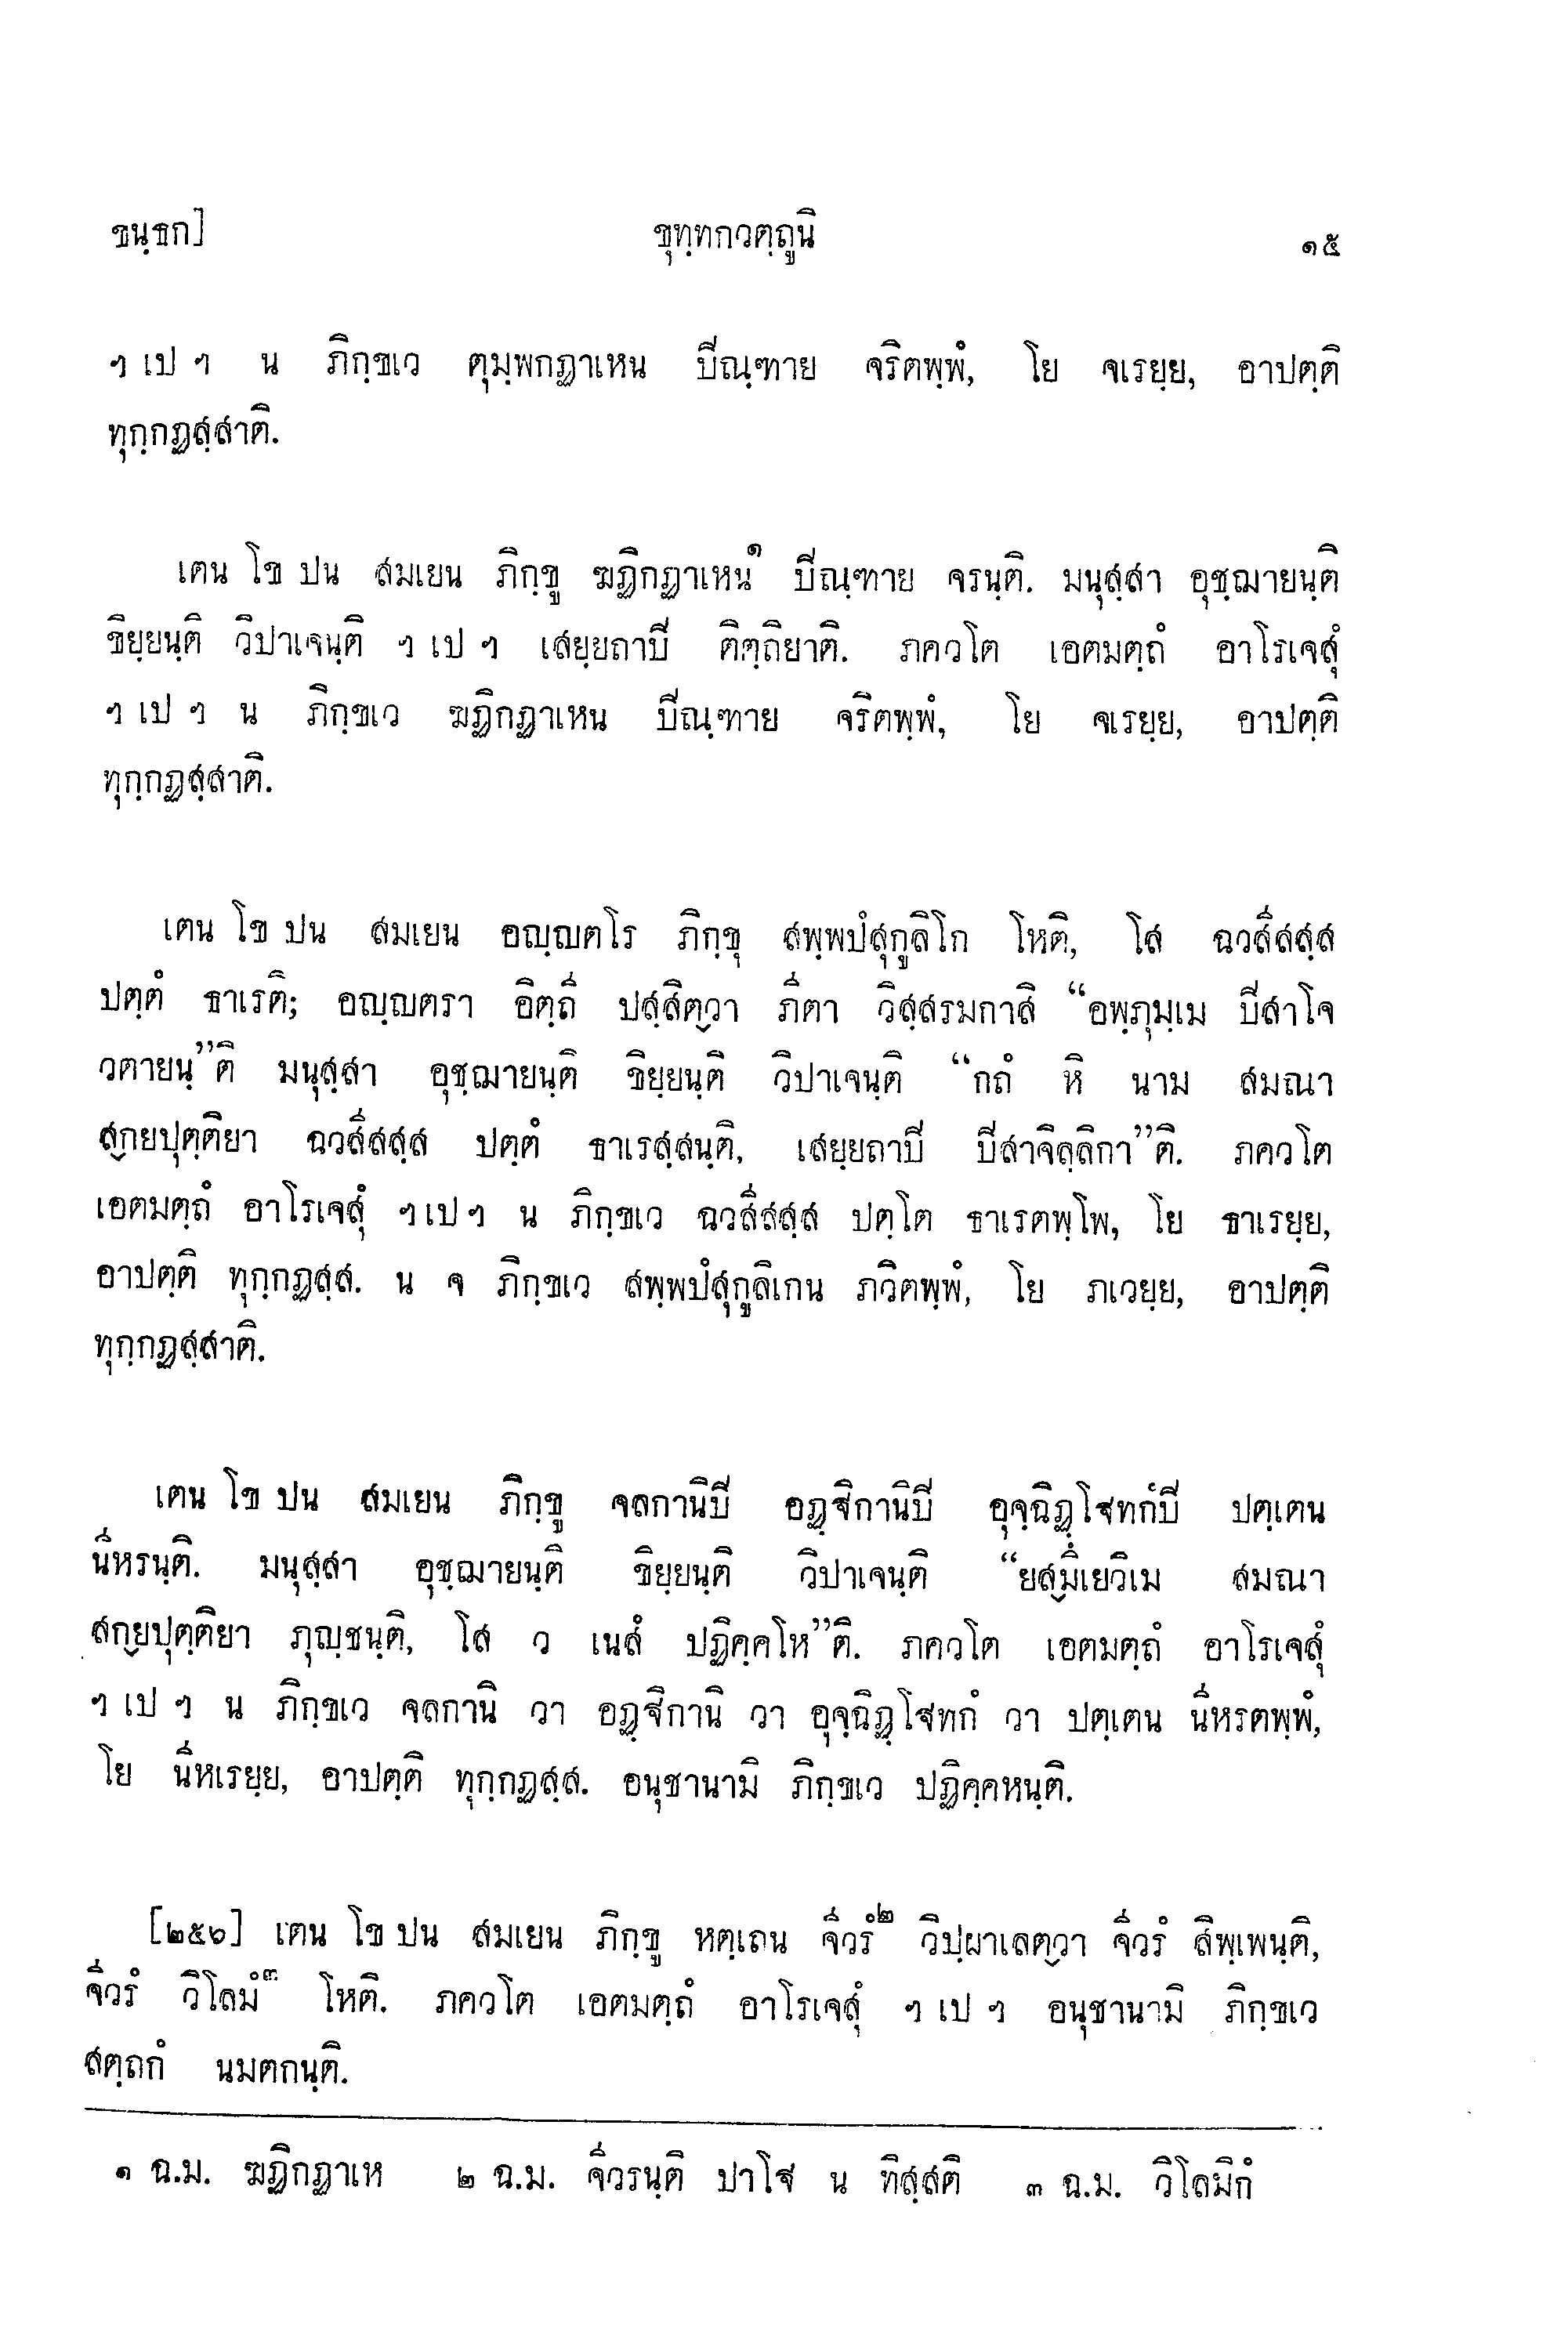 ขนฺธก] ขุทฺทกวตฺถูนิ ๑๕
ฯ เป ฯ น ภิกฺขเว ตุมฺพกฏาเหน ปิณฺฑาย จริตพฺพํ, โย จเรยฺย, อาปตฺติ
ทุกฺกฏสฺสาติ.
เตน โข ปน สมเยน ภิกฺขู ฆฏิกฏาเหน๑ ปิณฺฑาย จรนฺติ. มนุสฺสา อุชฺฌายนฺติ
ขิยฺยนฺติ วิปาเจนฺติ ฯ เป ฯ เสยฺยถาปิ ติตฺถิยาติ. ภควโต เอตมตฺถํ อาโรเจสุํ
ฯ เป ฯ น ภิกฺขเว ฆฏิกฏาเหน ปิณฺฑาย จริตพฺพํ, โย จเรยฺย, อาปตฺติ
ทุกฺกฏสฺสาติ.
เตน โข ปน สมเยน อญฺญตโร ภิกฺขุ สพฺพปํสุกูลิโก โหติ, โส ฉวสีสสฺส
ปตฺตํ ธาเรติ; อญฺญตรา อิตฺถี ปสฺสิตฺวา ภีตา วิสฺสรมกาสิ “อพฺภุมฺเม ปิสาโจ
วตายนฺ”ติ มนุสฺสา อุชฺฌายนฺติ ขิยฺยนฺติ วิปาเจนฺติ “กถํ หิ นาม สมณา
สกฺยปุตฺติยา ฉวสีสสฺส ปตฺตํ ธาเรสฺสนฺติ, เสยฺยถาปิ ปิสาจิลฺลิกา”ติ. ภควโต
เอตมตฺถํ อาโรเจสุํ ฯ เป ฯ น ภิกฺขเว ฉวสีสสฺส ปตฺโต ธาเรตพฺโพ, โย ธาเรยฺย,
อาปตฺติ ทุกฺกฏสฺส. น จ ภิกฺขเว สพฺพปํสุกูลิเกน ภวิตพฺพํ, โย ภเวยฺย, อาปตฺติ
ทุกฺกฏสฺสาติ.
เตน โข ปน สมเยน ภิกฺขู จลกานิปิ อฏฺฐิกานิปิ อุจฺฉิฏฺโฐทกํปิ ปตฺเตน
นีหรนฺติ. มนุสฺสา อุชฺฌายนฺติ ขิยฺยนฺติ วิปาเจนฺติ “ยสฺมิํเยวิเม สมณา
สกฺยปุตฺติยา ภุญฺชนฺติ, โส ว เนสํ ปฏิคฺคโห”ติ. ภควโต เอตมตฺถํ อาโรเจสุํ
ฯ เป ฯ น ภิกฺขเว จลกานิ วา อฏฺฐิกานิ วา อุจฺฉิฏฺโฐทกํ วา ปตฺเตน นีหรตพฺพํ,
โย นีหเรยฺย, อาปตฺติ ทุกฺกฏสฺส. อนุชานามิ ภิกฺขเว ปฏิคฺคหนฺติ.
[๒๕๖] เตน โข ปน สมเยน ภิกฺขู หตฺเถน จีวรํ๒ วิปฺผาเลตฺวา จีวรํ สิพฺเพนฺติ,
จีวรํ วิโลมํ๓ โหติ. ภควโต เอตมตฺถํ อาโรเจสุํ ฯ เป ฯ อนุชานามิ ภิกฺขเว
สตฺถกํ นมตกนฺติ.
๑ ฉ.ม. ฆฏิกฏาเห ๒ ฉ.ม. จีวรนฺติ ปาโฐ น ทิสฺสติ ๓ ฉ.ม. วิโลมิกํ